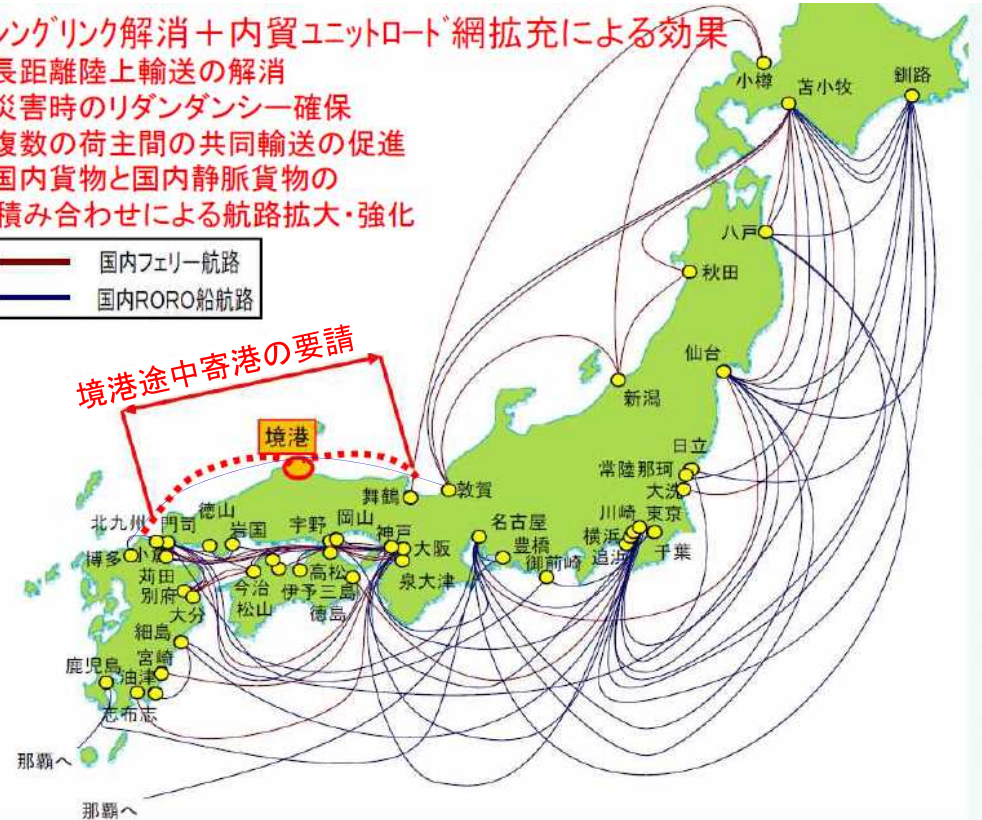 シングリンク解消＋内貿ユニットロード網拡充による効果
長距離陸上輸送の解消
災害時のリダンダンシー確保
複数の荷主間の共同輸送の促進
国内貨物と国内静脈貨物の
積み合わせによる航路拡大・強化
国内フェリー航路
国内RORO船航路
境港途中寄港の要請
境港
小樽
苫小牧
釧路
八戸
秋田
仙台
新潟
日立
常陸那珂
大洗
敦賀
舞鶴
川崎
東京
横浜
追浜
千葉
名古屋
豊橋
御前崎
北九州
門司
徳山
岩国
宇野
岡山
神戸
大阪
泉大津
博多
小倉
苅田
別府
大分
今治
松山
高松
伊予三島
徳島
細島
宮崎
鹿児島
油津
志布志
那覇へ
那覇へ